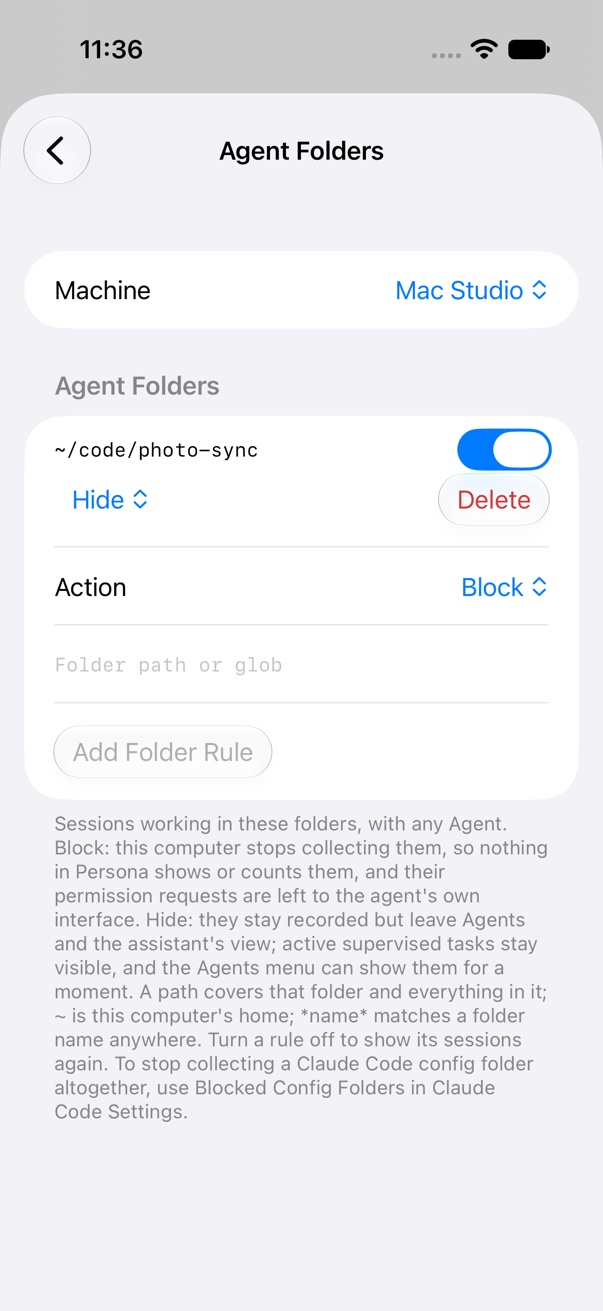 11:36
Agent Folders
Machine
Mac Studio
Agent Folders
~/code/photo-sync
Hide
Delete
Action
Block
Folder path or glob
Add Folder Rule
Sessions working in these folders, with any Agent.
Block: this computer stops collecting them, so nothing
in Persona shows or counts them, and their
permission requests are left to the agent's own
interface. Hide: they stay recorded but leave Agents
and the assistant's view; active supervised tasks stay
visible, and the Agents menu can show them for a
moment. A path covers that folder and everything in it;
~ is this computer's home; *name* matches a folder
name anywhere. Turn a rule off to show its sessions
again. To stop collecting a Claude Code config folder
altogether, use Blocked Config Folders in Claude
Code Settings.